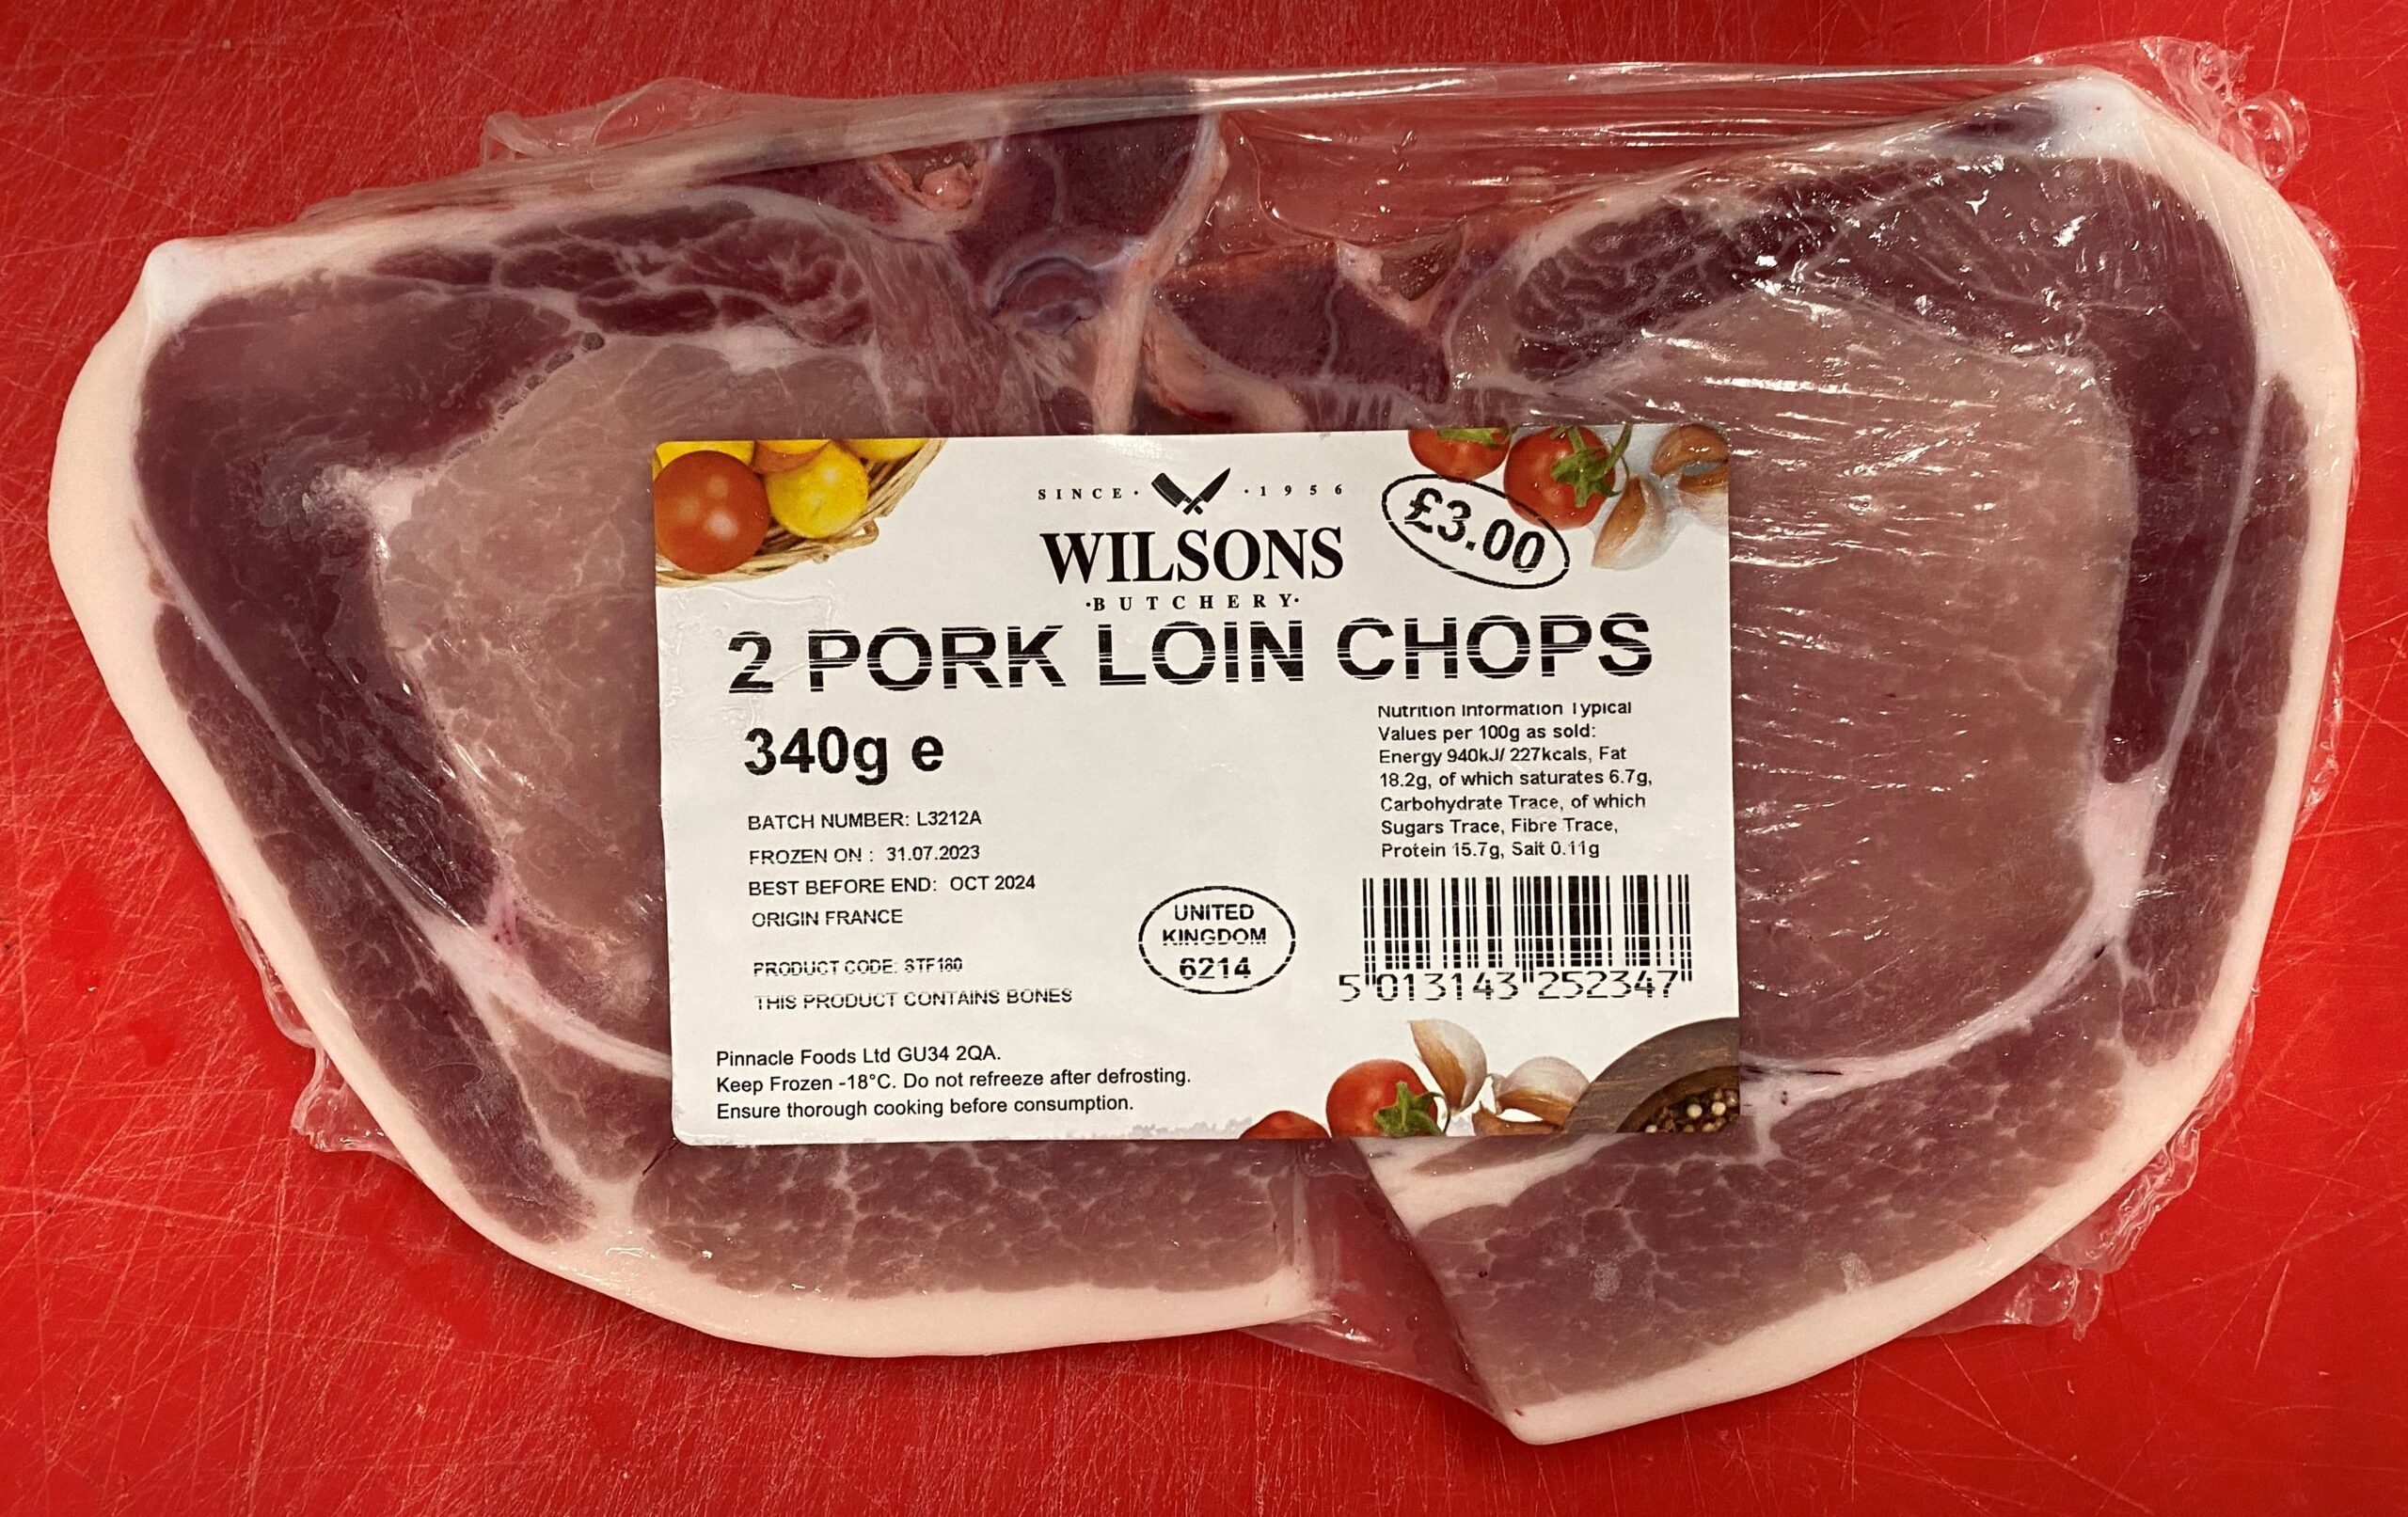 SINCE · · 1956
WILSONS
·BUTCHERY·
£3.00
2 PORK LOIN CHOPS
340g e
BATCH NUMBER: L3212A
FROZEN ON : 31.07.2023
BEST BEFORE END: OCT 2024
ORIGIN FRANCE
PRODUCT CODE: STF180
THIS PRODUCT CONTAINS BONES
Nutrition Information Typical
Values per 100g as sold:
Energy 940kJ/ 227kcals, Fat
18.2g, of which saturates 6.7g,
Carbohydrate Trace, of which
Sugars Trace, Fibre Trace,
Protein 15.7g, Salt 0.11g
UNITED
KINGDOM
6214
5 013143 252347
Pinnacle Foods Ltd GU34 2QA.
Keep Frozen -18°C. Do not refreeze after defrosting.
Ensure thorough cooking before consumption.